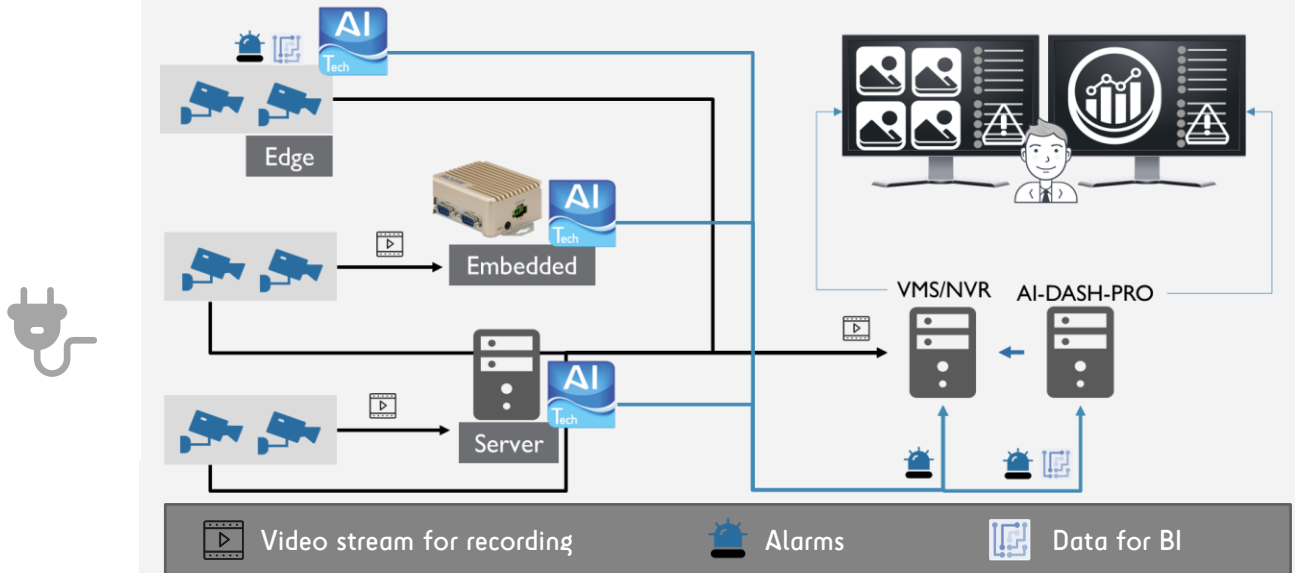 AI
Tech
Edge
AI
Tech
Embedded
VMS/NVR
AI-DASH-PRO
AI
Tech
Server
Video stream for recording
Alarms
Data for BI